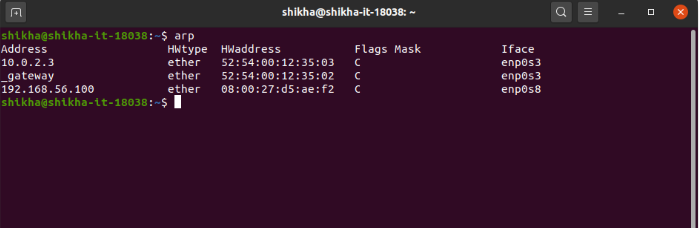 shikha@shikha-it-18038: ~
shikha@shikha-it-18038:~$ arp
Address                  HWtype  HWaddress           Flags Mask            Iface
10.0.2.3                 ether   52:54:00:12:35:03   C                     enp0s3
_gateway                 ether   52:54:00:12:35:02   C                     enp0s3
192.168.56.100           ether   08:00:27:d5:ae:f2   C                     enp0s8
shikha@shikha-it-18038:~$